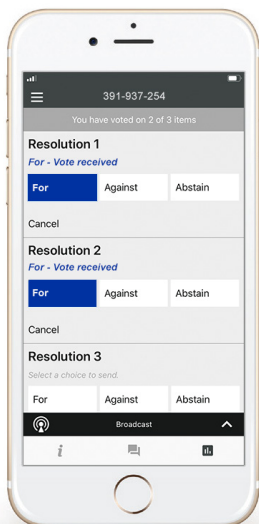 391-937-254
You have voted on 2 of 3 items
Resolution 1
For - Vote received
For Against Abstain
Cancel
Resolution 2
For - Vote received
For Against Abstain
Cancel
Resolution 3
Select a choice to send.
For Against Abstain
Broadcast
i